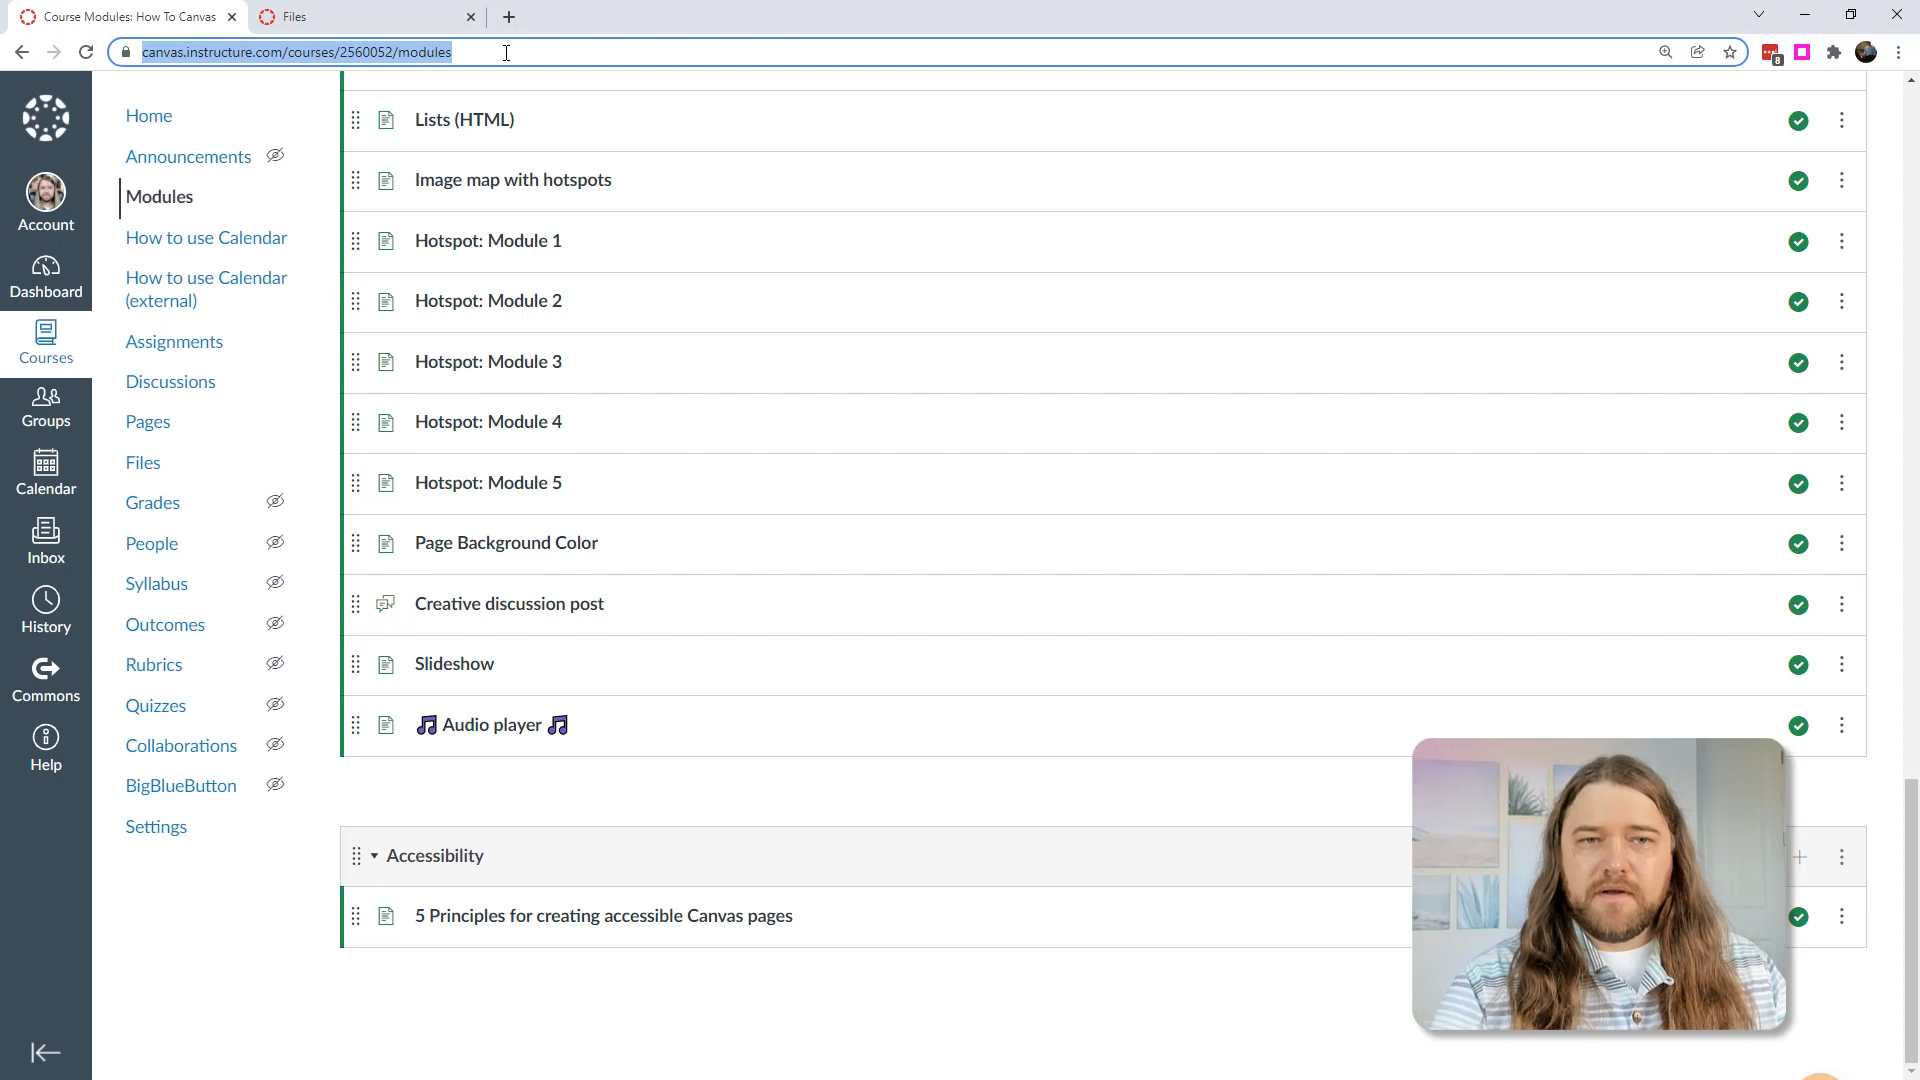 Course Modules: How To Canvas
Files
canvas.instructure.com/courses/2560052/modules
8
Account
Dashboard
Courses
Groups
Calendar
Inbox
History
Commons
Help
Home
Announcements
Modules
How to use Calendar
How to use Calendar
(external)
Assignments
Discussions
Pages
Files
Grades
People
Syllabus
Outcomes
Rubrics
Quizzes
Collaborations
BigBlueButton
Settings
Lists (HTML)
Image map with hotspots
Hotspot: Module 1
Hotspot: Module 2
Hotspot: Module 3
Hotspot: Module 4
Hotspot: Module 5
Page Background Color
Creative discussion post
Slideshow
🎵 Audio player 🎵
Accessibility
5 Principles for creating accessible Canvas pages